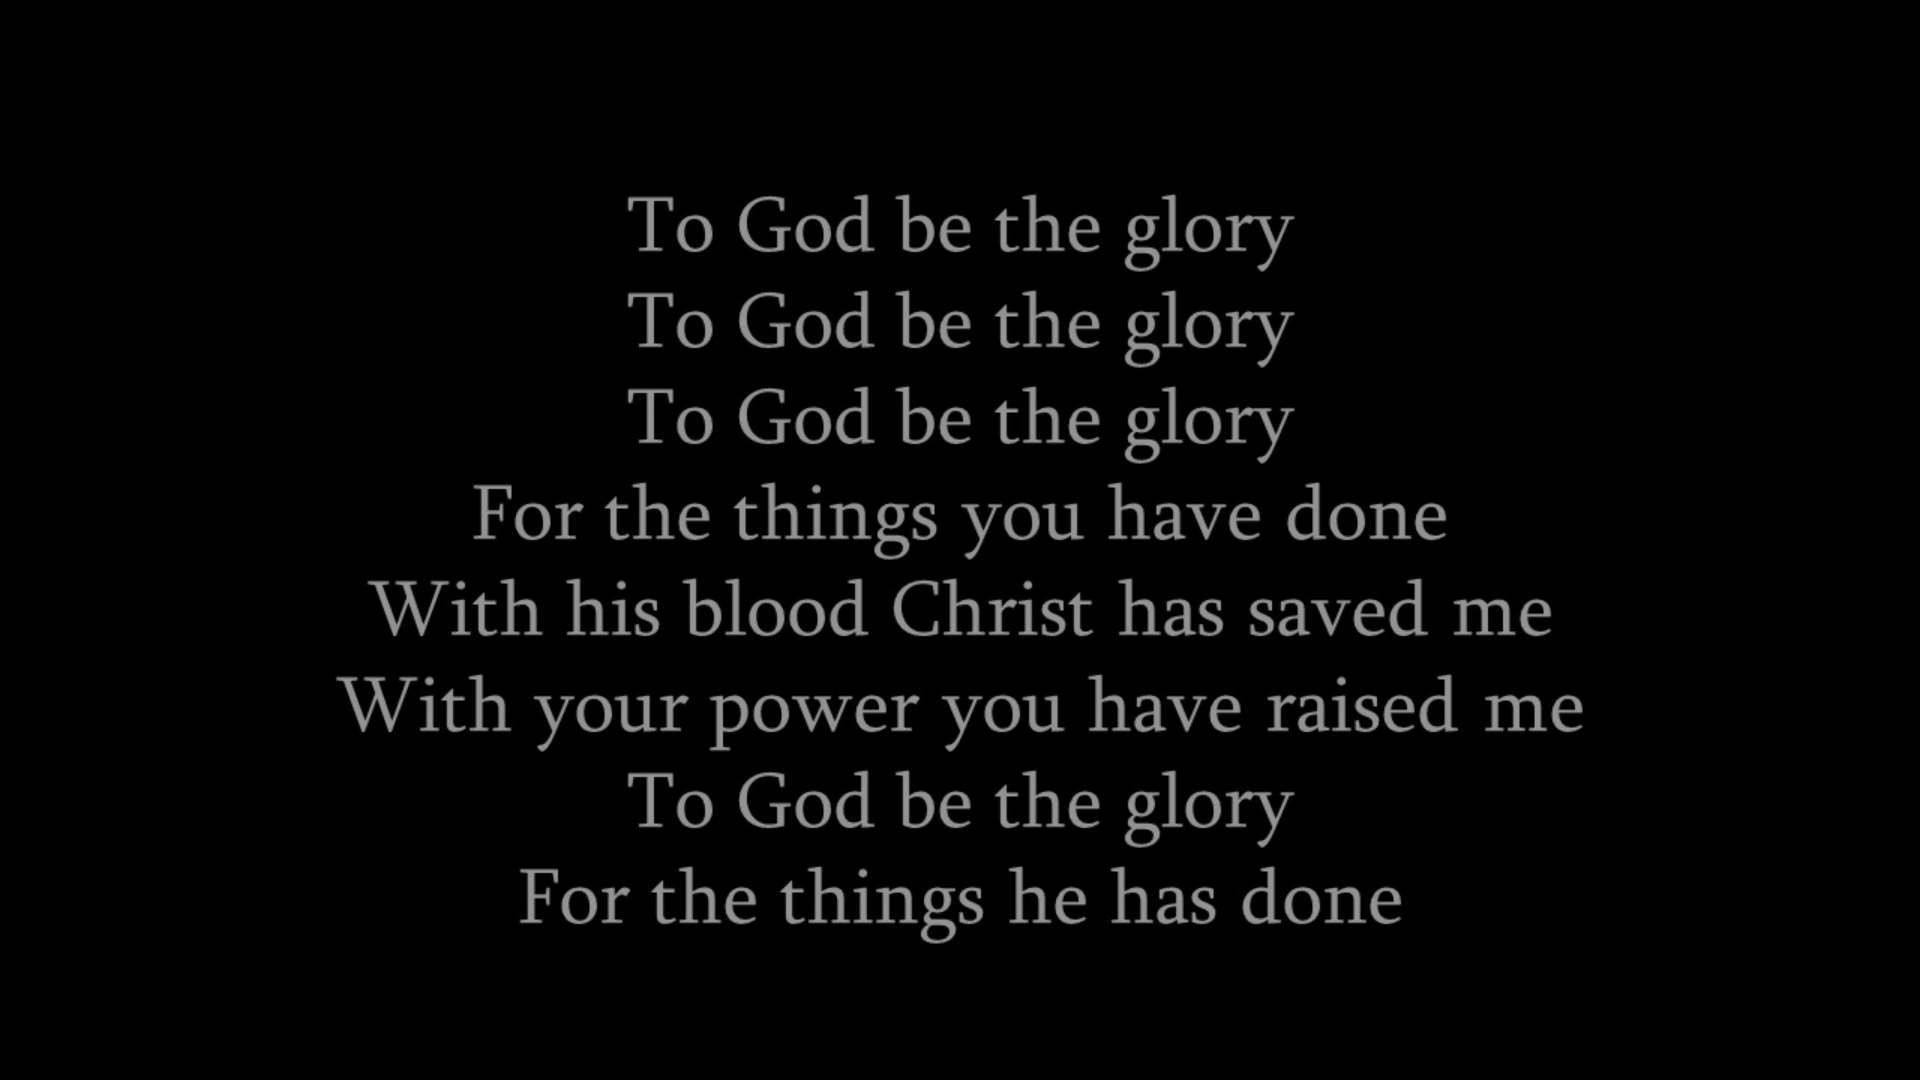 To God be the glory
To God be the glory
To God be the glory
For the things you have done
With his blood Christ has saved me
With your power you have raised me
To God be the glory
For the things he has done